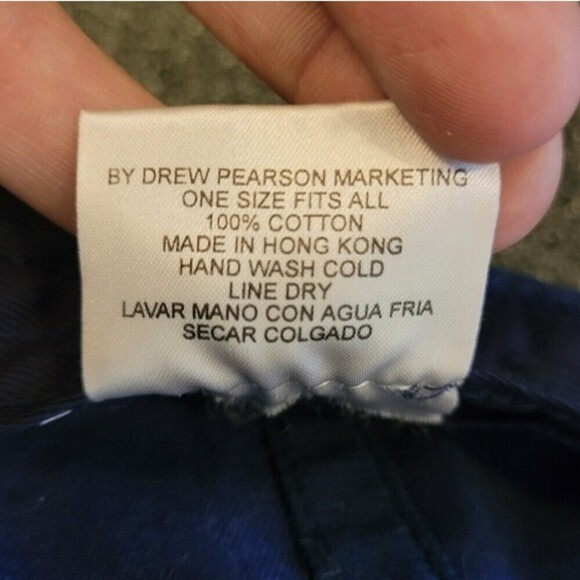 BY DREW PEARSON MARKETING
ONE SIZE FITS ALL
100% COTTON
MADE IN HONG KONG
HAND WASH COLD
LINE DRY
LAVAR MANO CON AGUA FRIA
SECAR COLGADO